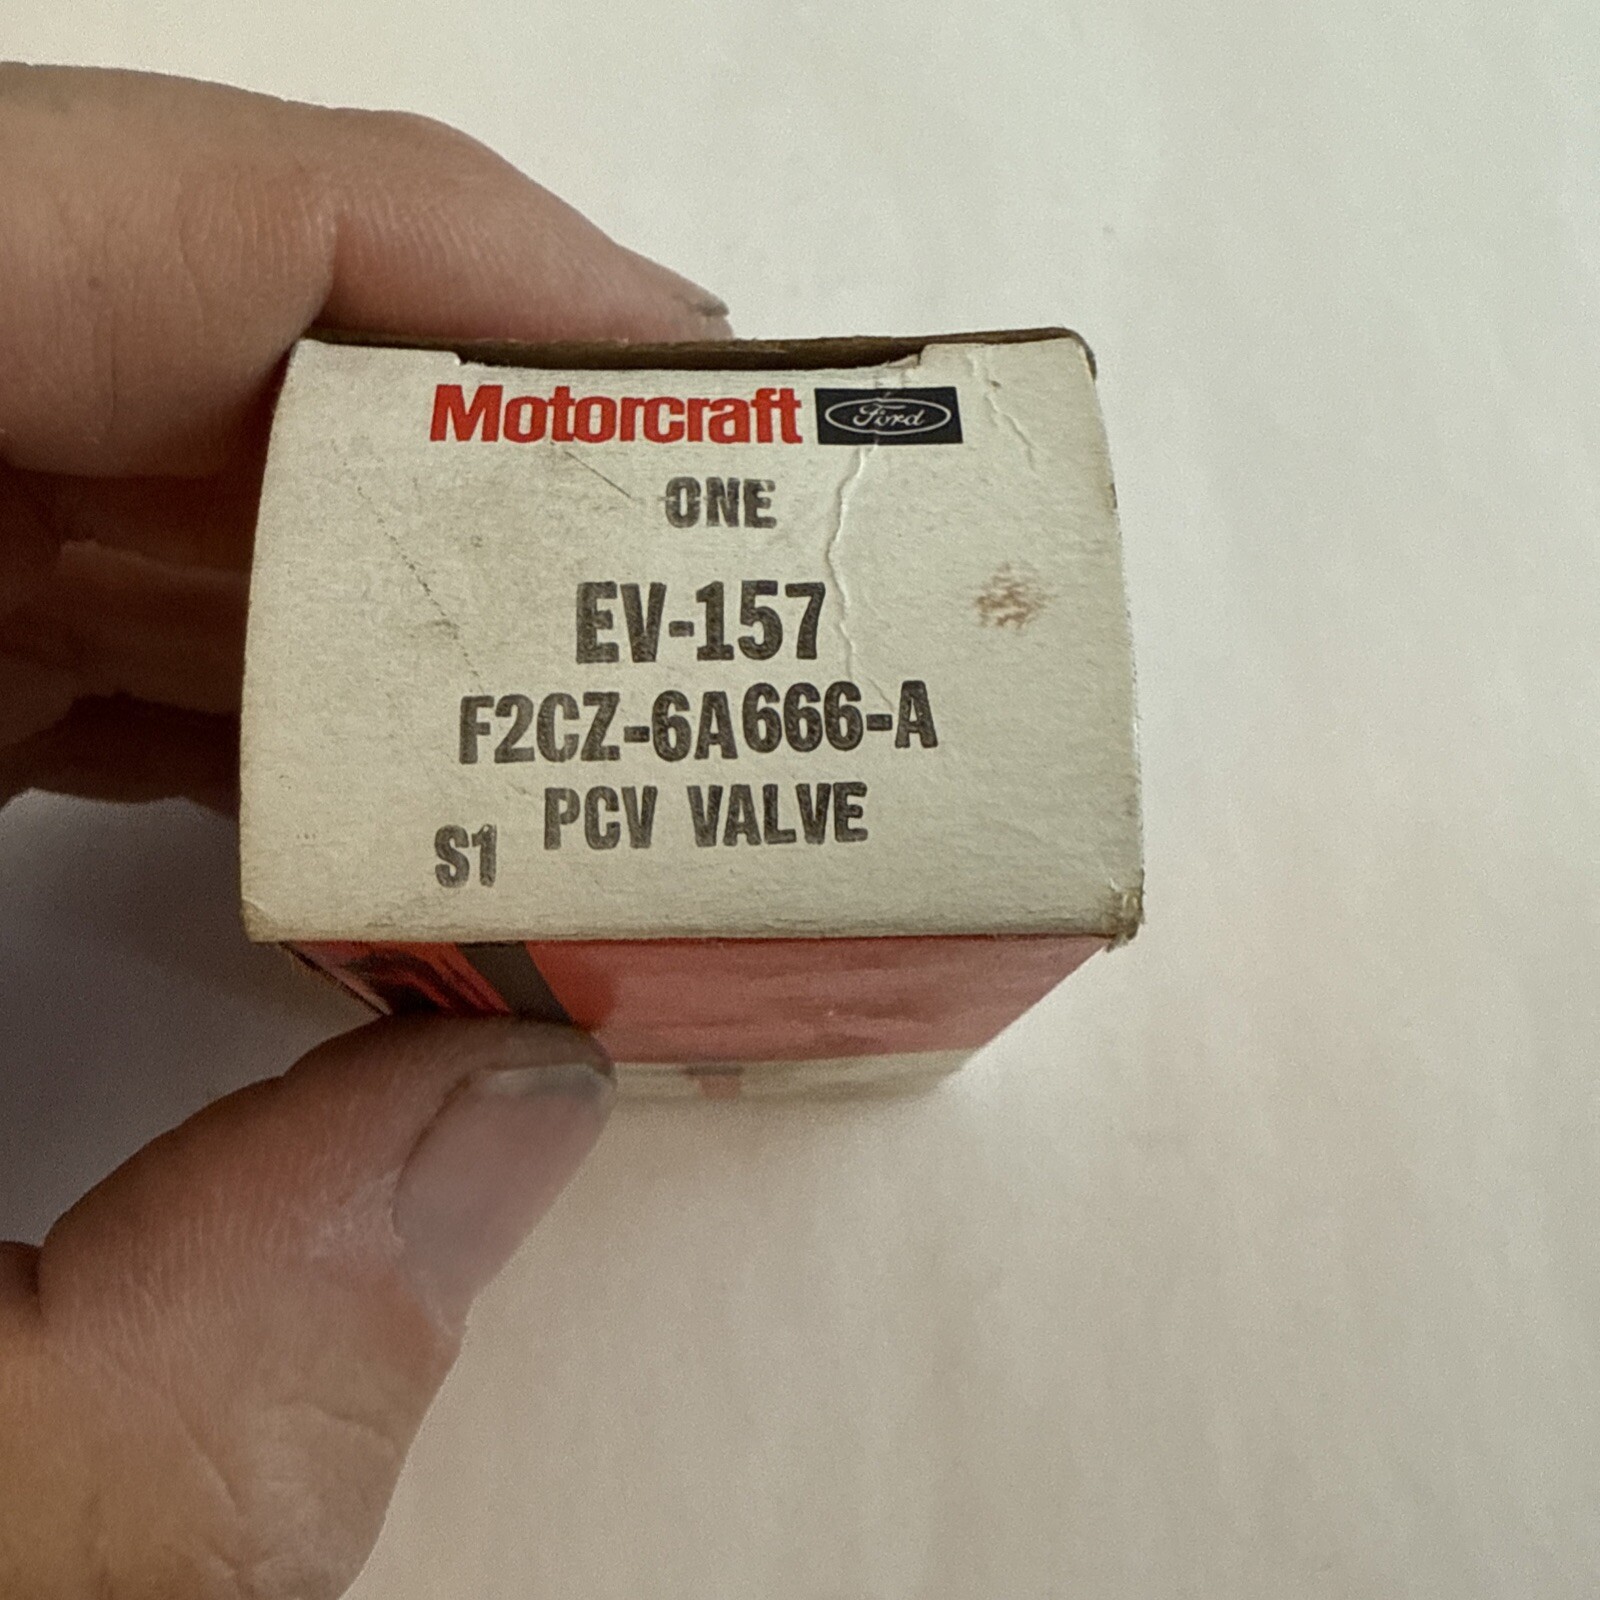 Motorcraft Ford
ONE
EV-157
F2CZ-6A666-A
PCV VALVE
S1